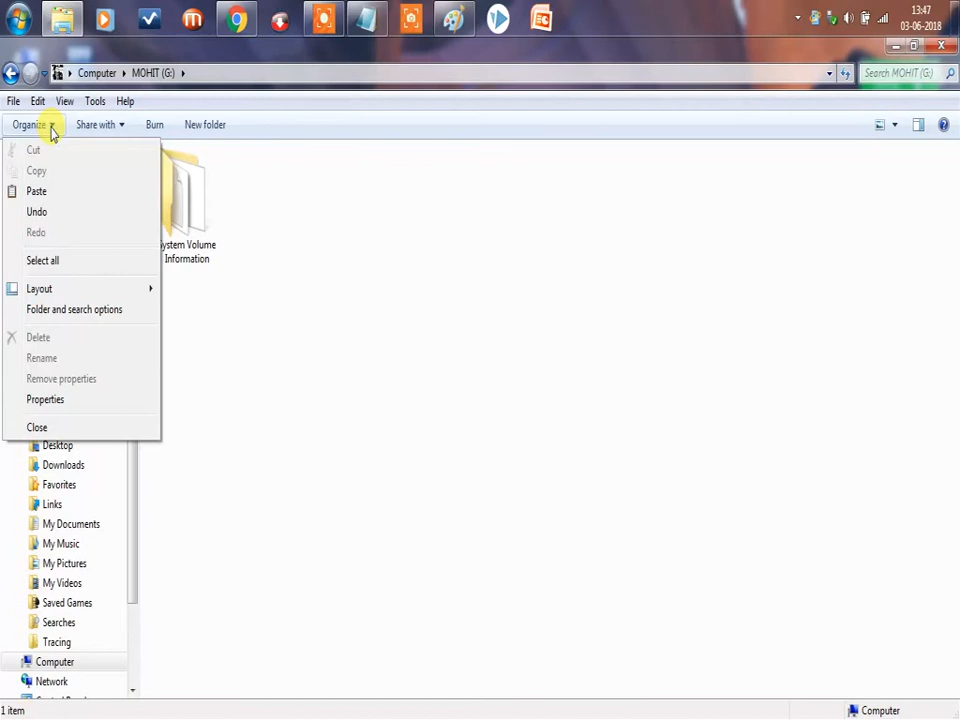 13:47
03-06-2018
Computer MOHIT (G:)
Search MOHIT (G:)
File Edit View Tools Help
Organize Share with Burn New folder
Cut
Copy
Paste
Undo
Redo
Select all
Layout
Folder and search options
Delete
Rename
Remove properties
Properties
Close
System Volume
Information
Desktop
Downloads
Favorites
Links
My Documents
My Music
My Pictures
My Videos
Saved Games
Searches
Tracing
Computer
Network
1 item
Computer